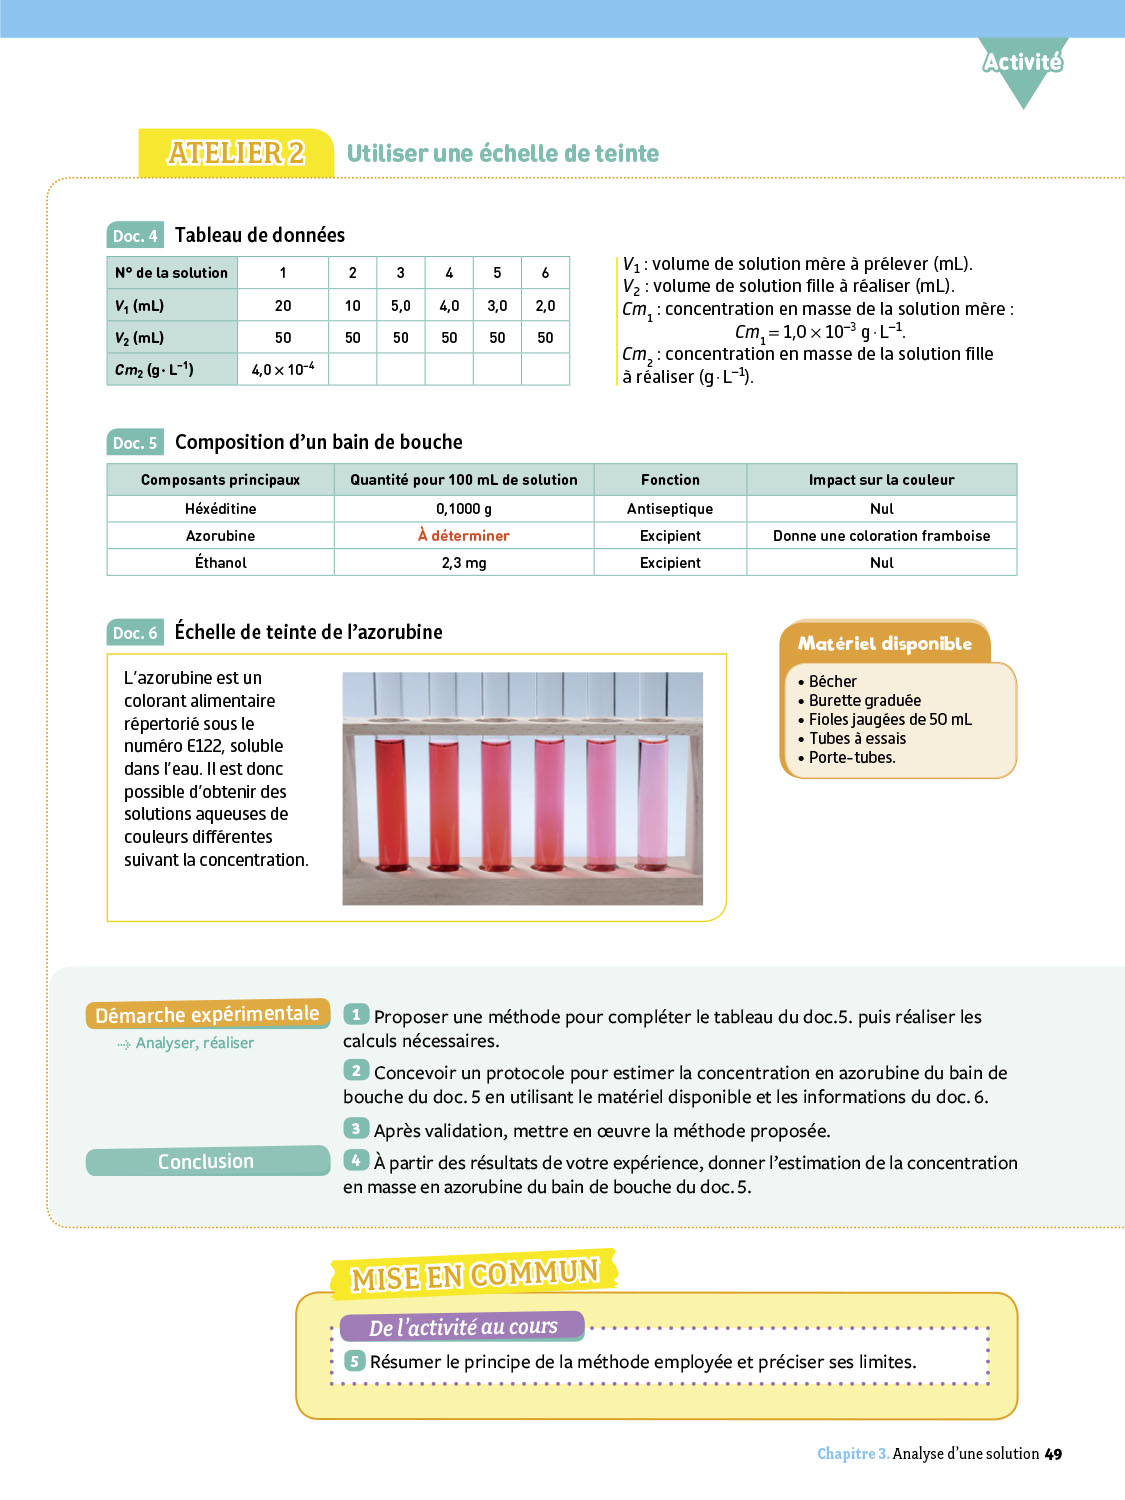 Activité
ATELIER 2 Utiliser une échelle de teinte
Doc. 4 Tableau de données
N° de la solution 1 2 3 4 5 6
V₁ (mL) 20 10 5,0 4,0 3,0 2,0
V₂ (mL) 50 50 50 50 50 50
Cm₂ (g · L⁻¹) 4,0 × 10⁻⁴
V₁ : volume de solution mère à prélever (mL).
V₂ : volume de solution fille à réaliser (mL).
Cm₁ : concentration en masse de la solution mère :
Cm₁ = 1,0 × 10⁻³ g · L⁻¹.
Cm₂ : concentration en masse de la solution fille
à réaliser (g · L⁻¹).
Doc. 5 Composition d’un bain de bouche
Composants principaux Quantité pour 100 mL de solution Fonction Impact sur la couleur
Héxéditine 0,1000 g Antiseptique Nul
Azorubine À déterminer Excipient Donne une coloration framboise
Éthanol 2,3 mg Excipient Nul
Doc. 6 Échelle de teinte de l’azorubine
L’azorubine est un
colorant alimentaire
répertorié sous le
numéro E122, soluble
dans l’eau. Il est donc
possible d’obtenir des
solutions aqueuses de
couleurs différentes
suivant la concentration.
Matériel disponible
• Bécher
• Burette graduée
• Fioles jaugées de 50 mL
• Tubes à essais
• Porte-tubes.
Démarche expérimentale
Analyser, réaliser
1 Proposer une méthode pour compléter le tableau du doc.5. puis réaliser les
calculs nécessaires.
2 Concevoir un protocole pour estimer la concentration en azorubine du bain de
bouche du doc. 5 en utilisant le matériel disponible et les informations du doc. 6.
3 Après validation, mettre en œuvre la méthode proposée.
Conclusion
4 À partir des résultats de votre expérience, donner l’estimation de la concentration
en masse en azorubine du bain de bouche du doc. 5.
MISE EN COMMUN
De l’activité au cours
5 Résumer le principe de la méthode employée et préciser ses limites.
Chapitre 3. Analyse d’une solution 49